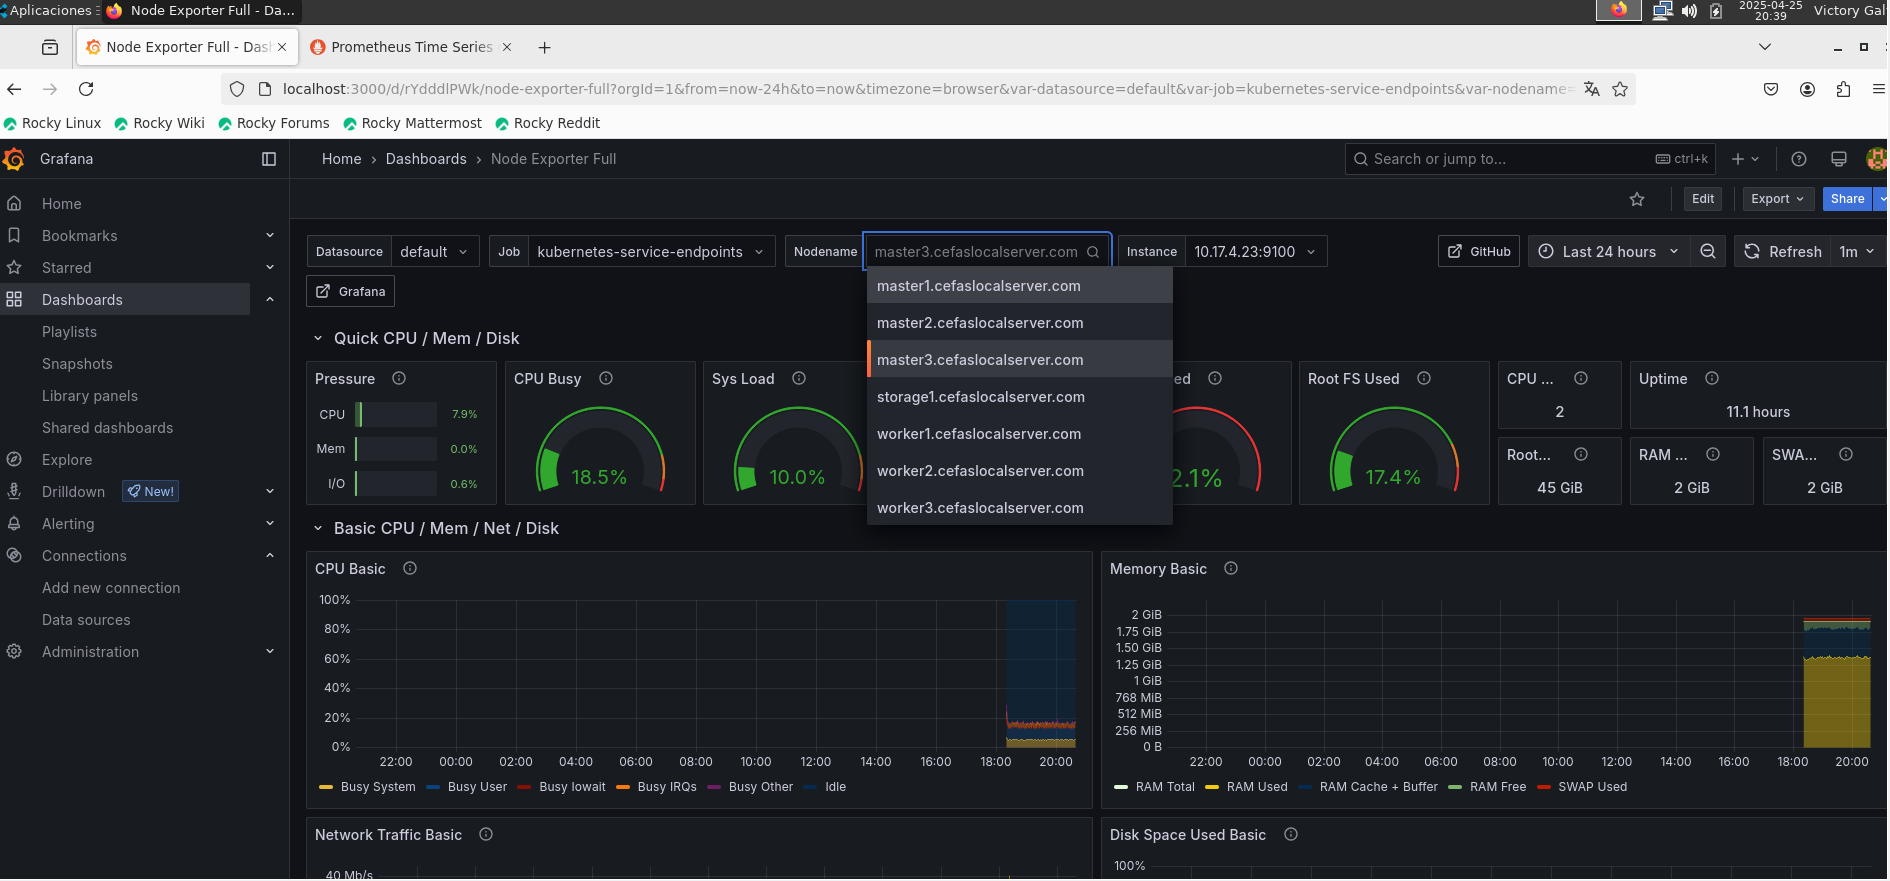 Aplicaciones
Node Exporter Full - Da...
2025-04-25
20:39
Victory Gal
Node Exporter Full - Dash
Prometheus Time Series
localhost:3000/d/rYdddlPWk/node-exporter-full?orgId=1&from=now-24h&to=now&timezone=browser&var-datasource=default&var-job=kubernetes-service-endpoints&var-nodename=
Rocky Linux
Rocky Wiki
Rocky Forums
Rocky Mattermost
Rocky Reddit
Grafana
Home › Dashboards › Node Exporter Full
Search or jump to...
ctrl+k
Edit
Export
Share
Home
Bookmarks
Starred
Dashboards
Playlists
Snapshots
Library panels
Shared dashboards
Explore
Drilldown
New!
Alerting
Connections
Add new connection
Data sources
Administration
Datasource
default
Job
kubernetes-service-endpoints
Nodename
master3.cefaslocalserver.com
Instance
10.17.4.23:9100
GitHub
Last 24 hours
Refresh
1m
Grafana
master1.cefaslocalserver.com
master2.cefaslocalserver.com
master3.cefaslocalserver.com
storage1.cefaslocalserver.com
worker1.cefaslocalserver.com
worker2.cefaslocalserver.com
worker3.cefaslocalserver.com
Quick CPU / Mem / Disk
Pressure
CPU 7.9%
Mem 0.0%
I/O 0.6%
CPU Busy
18.5%
Sys Load
10.0%
ed
2.1%
Root FS Used
17.4%
CPU ...
2
Uptime
11.1 hours
Root...
45 GiB
RAM ...
2 GiB
SWA...
2 GiB
Basic CPU / Mem / Net / Disk
CPU Basic
100%
80%
60%
40%
20%
0%
22:00 00:00 02:00 04:00 06:00 08:00 10:00 12:00 14:00 16:00 18:00 20:00
Busy System Busy User Busy Iowait Busy IRQs Busy Other Idle
Memory Basic
2 GiB
1.75 GiB
1.50 GiB
1.25 GiB
1 GiB
768 MiB
512 MiB
256 MiB
0 B
22:00 00:00 02:00 04:00 06:00 08:00 10:00 12:00 14:00 16:00 18:00 20:00
RAM Total RAM Used RAM Cache + Buffer RAM Free SWAP Used
Network Traffic Basic
40 Mb/s
Disk Space Used Basic
100%